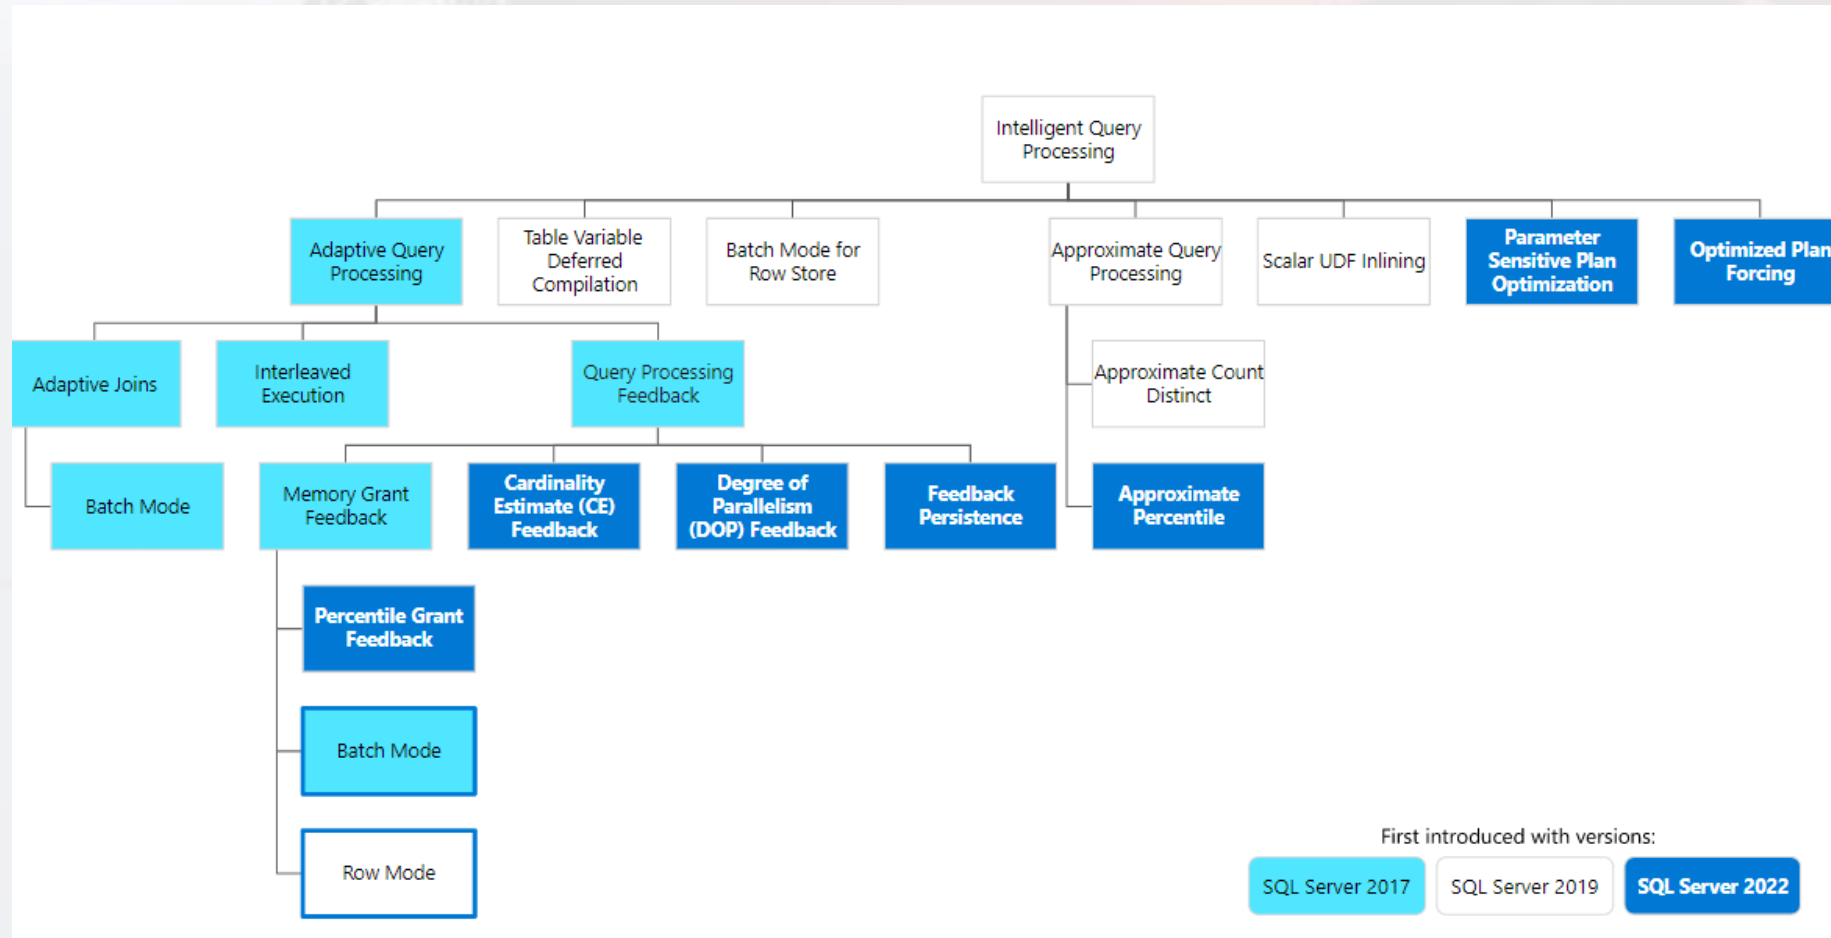 Intelligent Query
Processing
Adaptive Query
Processing
Table Variable
Deferred
Compilation
Batch Mode for
Row Store
Approximate Query
Processing
Scalar UDF Inlining
Parameter
Sensitive Plan
Optimization
Optimized Plan
Forcing
Adaptive Joins
Interleaved
Execution
Query Processing
Feedback
Approximate Count
Distinct
Batch Mode
Memory Grant
Feedback
Cardinality
Estimate (CE)
Feedback
Degree of
Parallelism
(DOP) Feedback
Feedback
Persistence
Approximate
Percentile
Percentile Grant
Feedback
Batch Mode
Row Mode
First introduced with versions:
SQL Server 2017
SQL Server 2019
SQL Server 2022